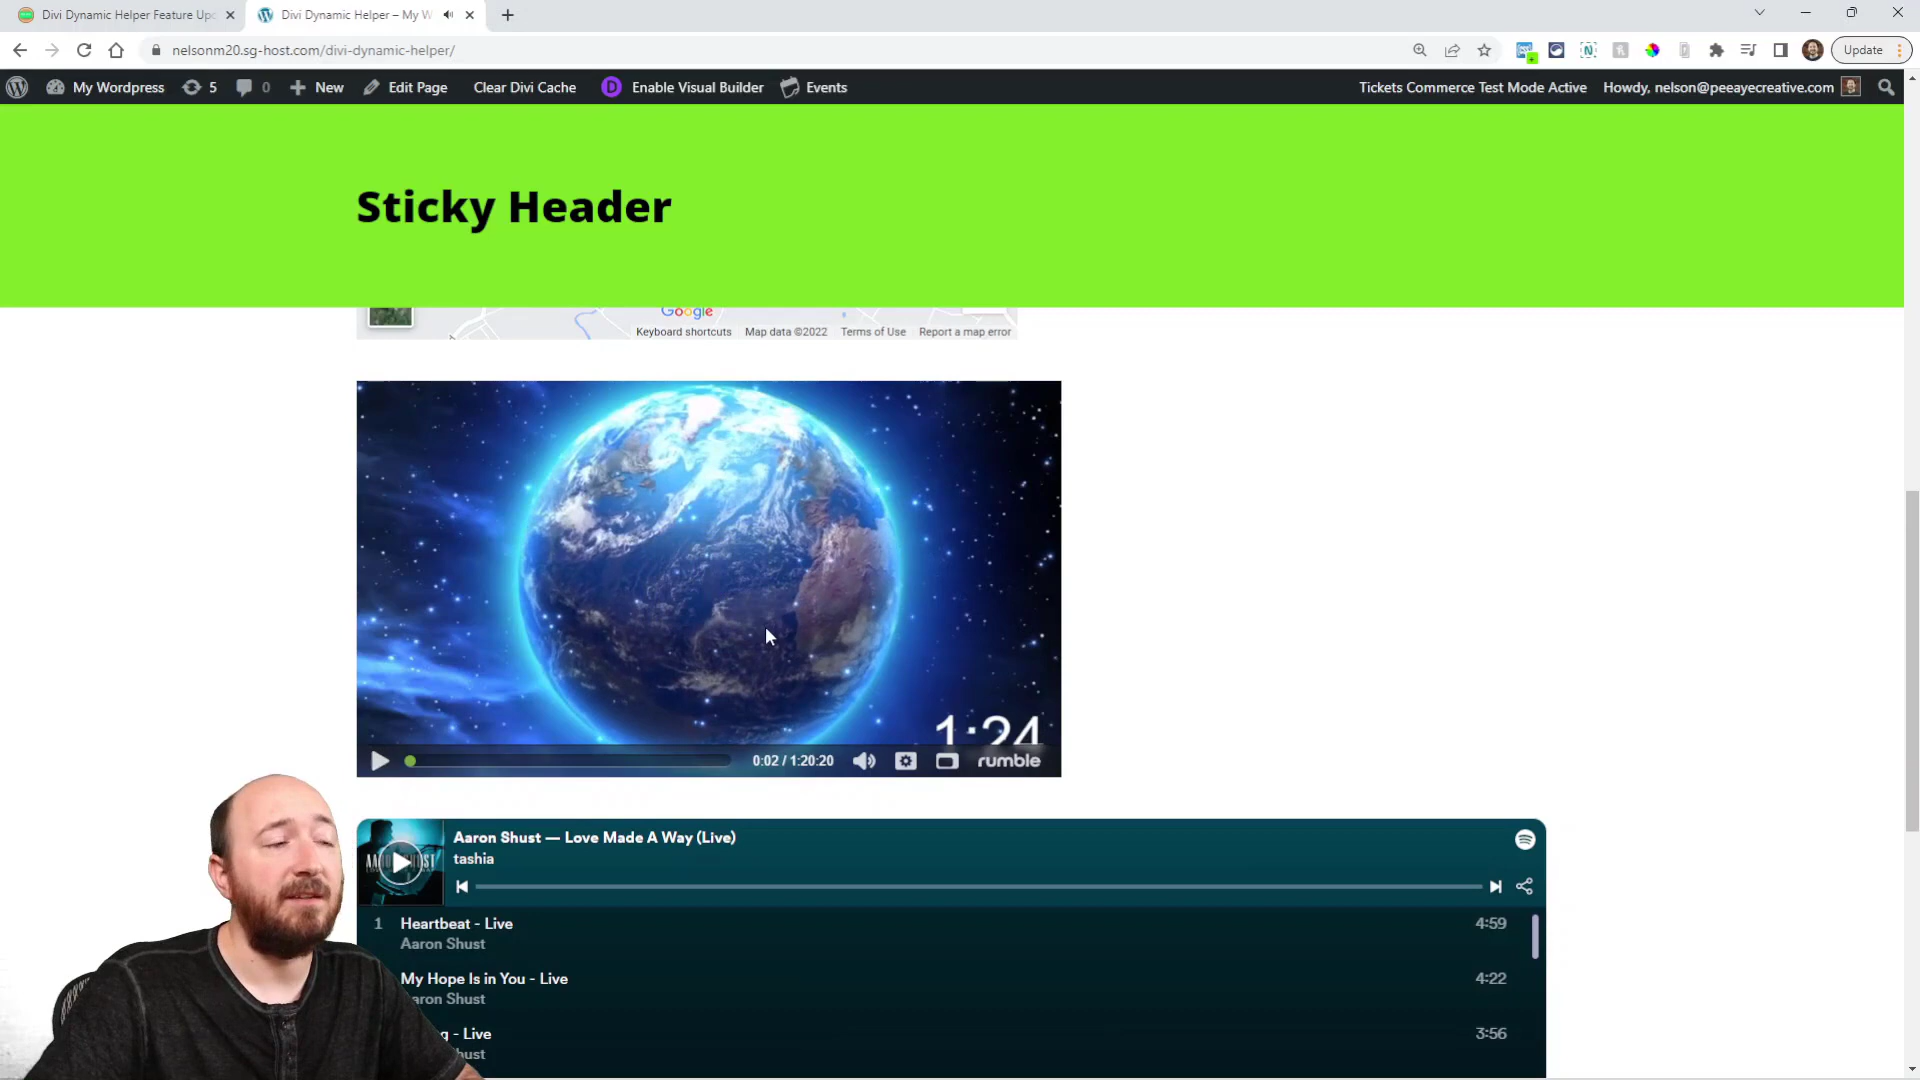 Divi Dynamic Helper Feature Up
Divi Dynamic Helper – My W
nelsonm20.sg-host.com/divi-dynamic-helper/
Update
My Wordpress
5
0
New
Edit Page
Clear Divi Cache
D
Enable Visual Builder
Events
Tickets Commerce Test Mode Active
Howdy, nelson@peeayecreative.com
Sticky Header
Google
Keyboard shortcuts
Map data ©2022
Terms of Use
Report a map error
1:24
0:02 / 1:20:20
rumble
Aaron Shust — Love Made A Way (Live)
tashia
1
Heartbeat - Live
4:59
Aaron Shust
My Hope Is in You - Live
4:22
aron Shust
g - Live
3:56
hust